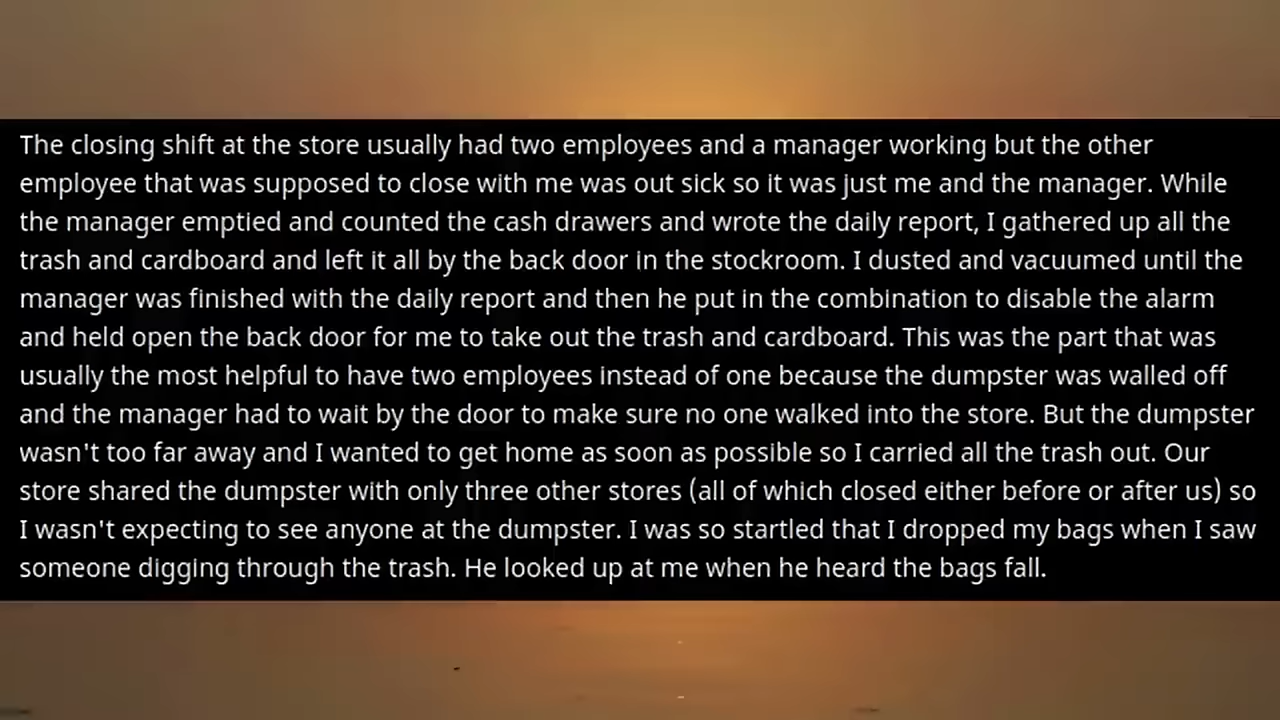 The closing shift at the store usually had two employees and a manager working but the other
employee that was supposed to close with me was out sick so it was just me and the manager. While
the manager emptied and counted the cash drawers and wrote the daily report, I gathered up all the
trash and cardboard and left it all by the back door in the stockroom. I dusted and vacuumed until the
manager was finished with the daily report and then he put in the combination to disable the alarm
and held open the back door for me to take out the trash and cardboard. This was the part that was
usually the most helpful to have two employees instead of one because the dumpster was walled off
and the manager had to wait by the door to make sure no one walked into the store. But the dumpster
wasn't too far away and I wanted to get home as soon as possible so I carried all the trash out. Our
store shared the dumpster with only three other stores (all of which closed either before or after us) so
I wasn't expecting to see anyone at the dumpster. I was so startled that I dropped my bags when I saw
someone digging through the trash. He looked up at me when he heard the bags fall.